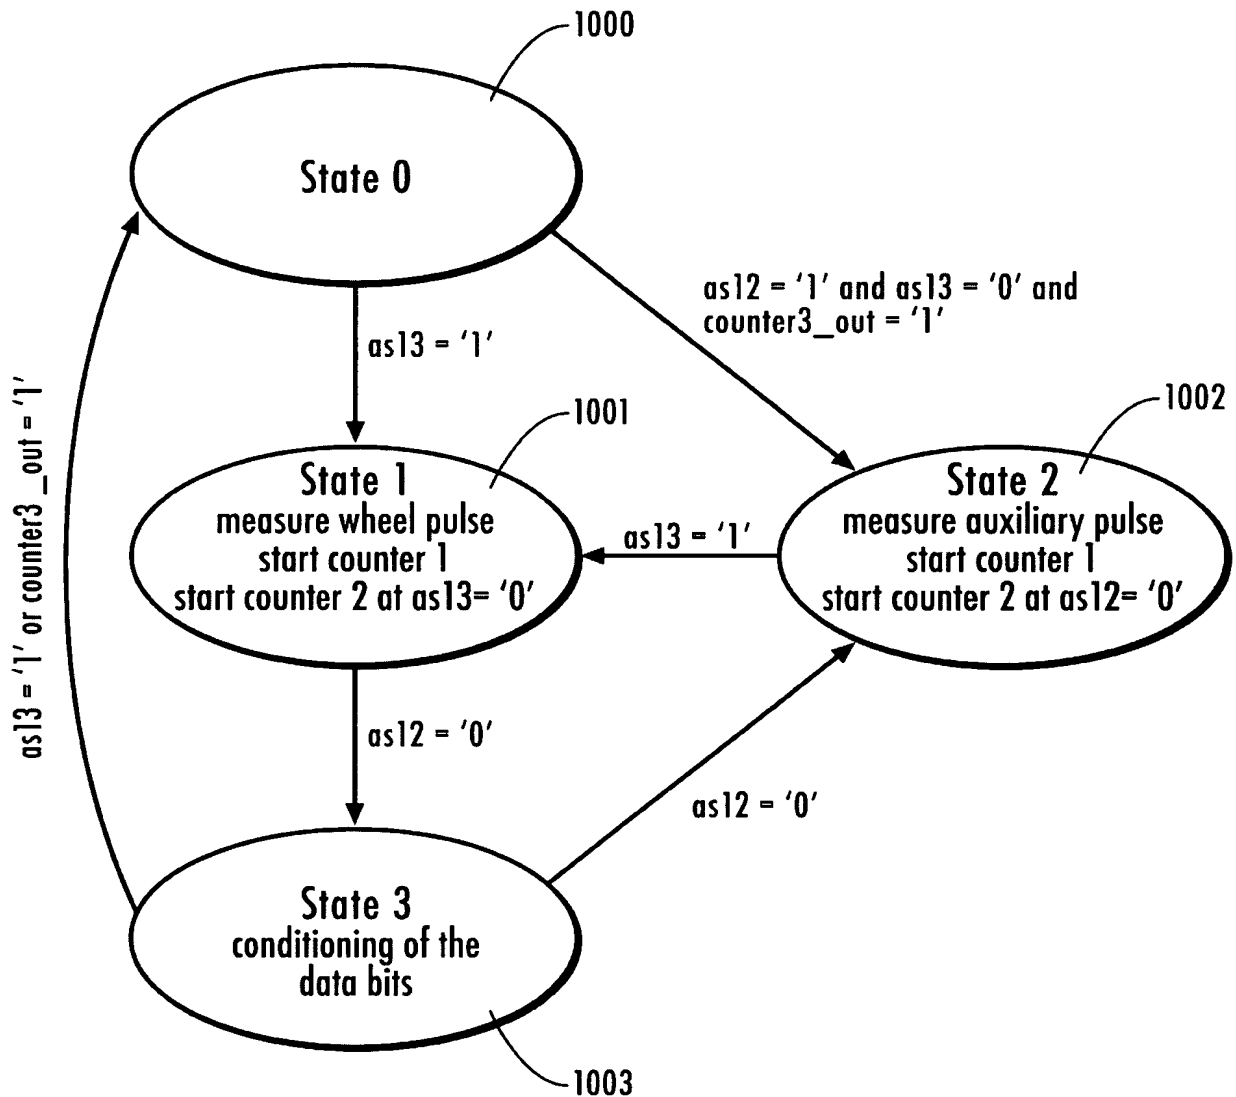 1000
State 0
as12 = '1' and as13 = '0' and
counter3_out = '1'
as13 = '1'
as13 = '1' or counter3_out = '1'
1001
1002
State 1
measure wheel pulse
start counter 1
start counter 2 at as13= '0'
as13 = '1'
State 2
measure auxiliary pulse
start counter 1
start counter 2 at as12= '0'
as12 = '0'
as12 = '0'
State 3
conditioning of the
data bits
1003